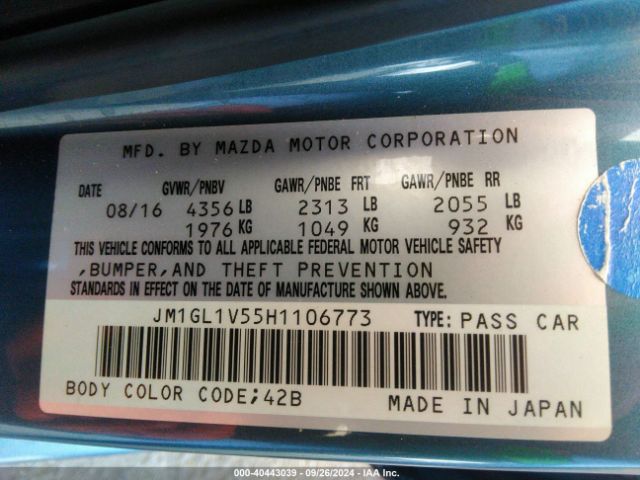 MFD. BY MAZDA MOTOR CORPORATION
DATE GVWR/PNBV GAWR/PNBE FRT GAWR/PNBE RR
08/16 4356 LB 2313 LB 2055 LB
1976 KG 1049 KG 932 KG
THIS VEHICLE CONFORMS TO ALL APPLICABLE FEDERAL MOTOR VEHICLE SAFETY
,BUMPER,AND THEFT PREVENTION
STANDARDS IN EFFECT ON THE DATE OF MANUFACTURE SHOWN ABOVE.
JM1GL1V55H1106773 TYPE: PASS CAR
BODY COLOR CODE;42B MADE IN JAPAN
000-40443039 - 09/26/2024 - IAA Corp.